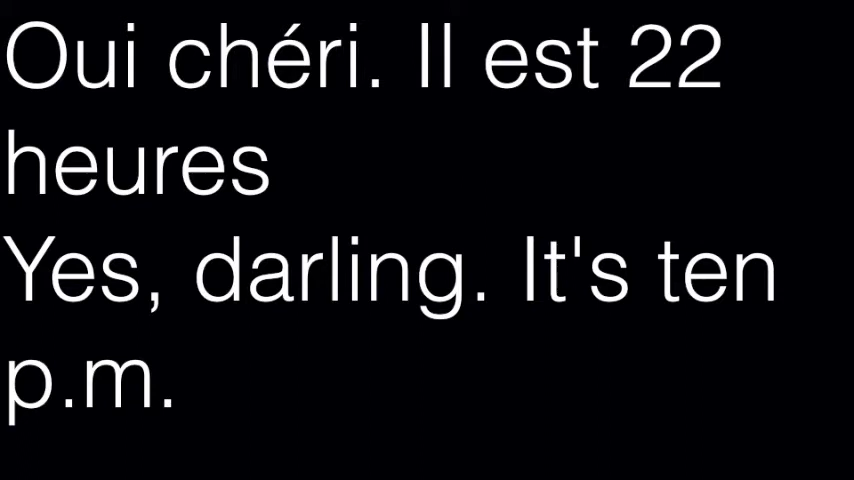 Oui chéri. Il est 22
heures
Yes, darling. It's ten
p.m.